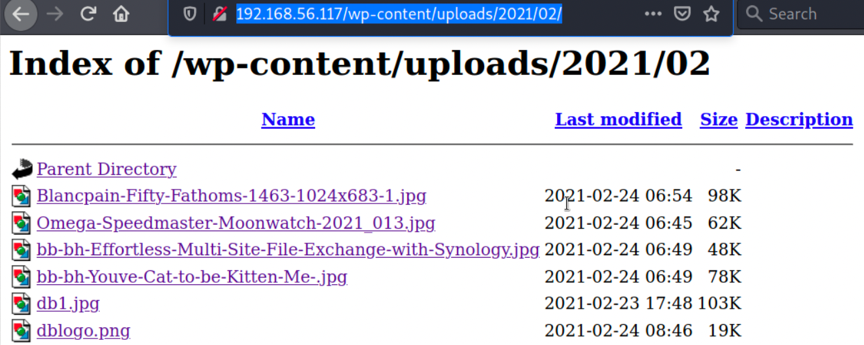 192.168.56.117/wp-content/uploads/2021/02/
Search
Index of /wp-content/uploads/2021/02
Name Last modified Size Description
Parent Directory -
Blancpain-Fifty-Fathoms-1463-1024x683-1.jpg 2021-02-24 06:54 98K
Omega-Speedmaster-Moonwatch-2021_013.jpg 2021-02-24 06:45 62K
bb-bh-Effortless-Multi-Site-File-Exchange-with-Synology.jpg 2021-02-24 06:49 48K
bb-bh-Youve-Cat-to-be-Kitten-Me-.jpg 2021-02-24 06:49 78K
db1.jpg 2021-02-23 17:48 103K
dblogo.png 2021-02-24 08:46 19K